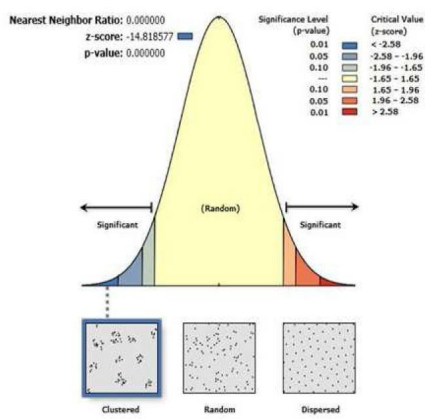 Nearest Neighbor Ratio: 0.000000
z-score: -14.818577
p-value: 0.000000
Significance Level
(p-value)
Critical Value
(z-score)
0.01 < -2.58
0.05 -2.58 - -1.96
0.10 -1.96 - -1.65
--- -1.65 - 1.65
0.10 1.65 - 1.96
0.05 1.96 - 2.58
0.01 > 2.58
(Random)
Significant
Significant
Clustered
Random
Dispersed